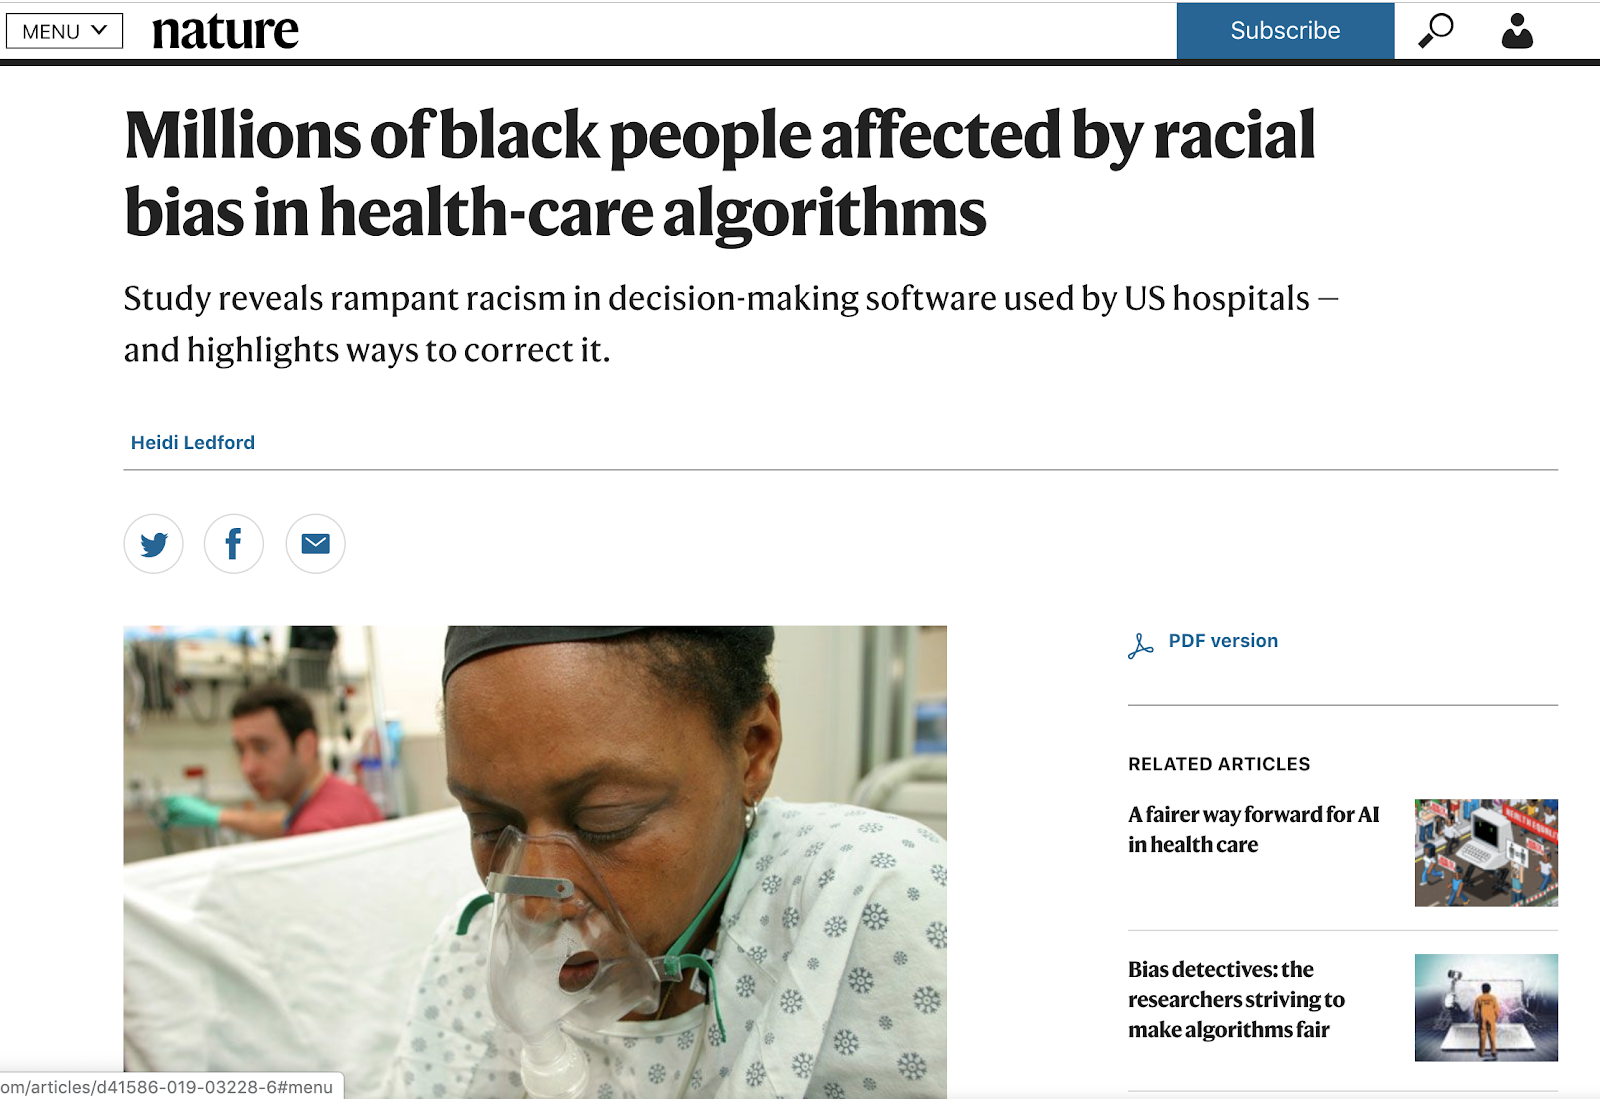 MENU
nature
Subscribe
Millions of black people affected by racial
bias in health-care algorithms
Study reveals rampant racism in decision-making software used by US hospitals —
and highlights ways to correct it.
Heidi Ledford
PDF version
RELATED ARTICLES
A fairer way forward for AI
in health care
Bias detectives: the
researchers striving to
make algorithms fair
om/articles/d41586-019-03228-6#menu